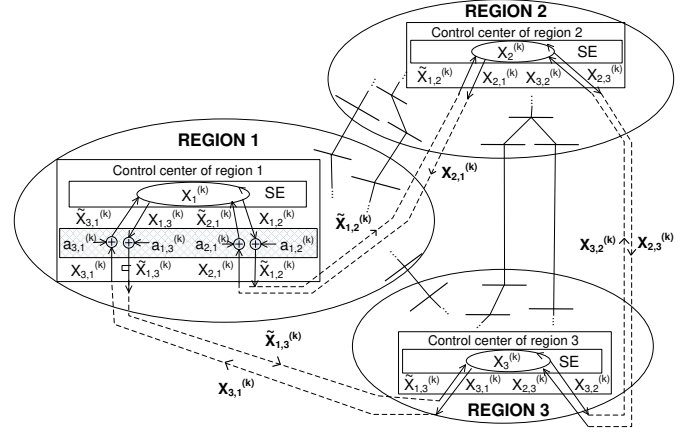 REGION 2
Control center of region 2
X₂⁽ᵏ⁾ SE
X̃₁,₂⁽ᵏ⁾ X₂,₁⁽ᵏ⁾ X₃,₂⁽ᵏ⁾ X₂,₃⁽ᵏ⁾
REGION 1
Control center of region 1
X₁⁽ᵏ⁾ SE
X̃₃,₁⁽ᵏ⁾ X₁,₃⁽ᵏ⁾ X̃₂,₁⁽ᵏ⁾ X₁,₂⁽ᵏ⁾
a₃,₁⁽ᵏ⁾ a₁,₃⁽ᵏ⁾ a₂,₁⁽ᵏ⁾ a₁,₂⁽ᵏ⁾
X₃,₁⁽ᵏ⁾ X̃₁,₃⁽ᵏ⁾ X₂,₁⁽ᵏ⁾ X̃₁,₂⁽ᵏ⁾
X₂,₁⁽ᵏ⁾
X̃₁,₂⁽ᵏ⁾
X₃,₂⁽ᵏ⁾ X₂,₃⁽ᵏ⁾
X̃₁,₃⁽ᵏ⁾
X₃,₁⁽ᵏ⁾
Control center of region 3
X₃⁽ᵏ⁾ SE
X̃₁,₃⁽ᵏ⁾ X₃,₁⁽ᵏ⁾ X₂,₃⁽ᵏ⁾ X₃,₂⁽ᵏ⁾
REGION 3